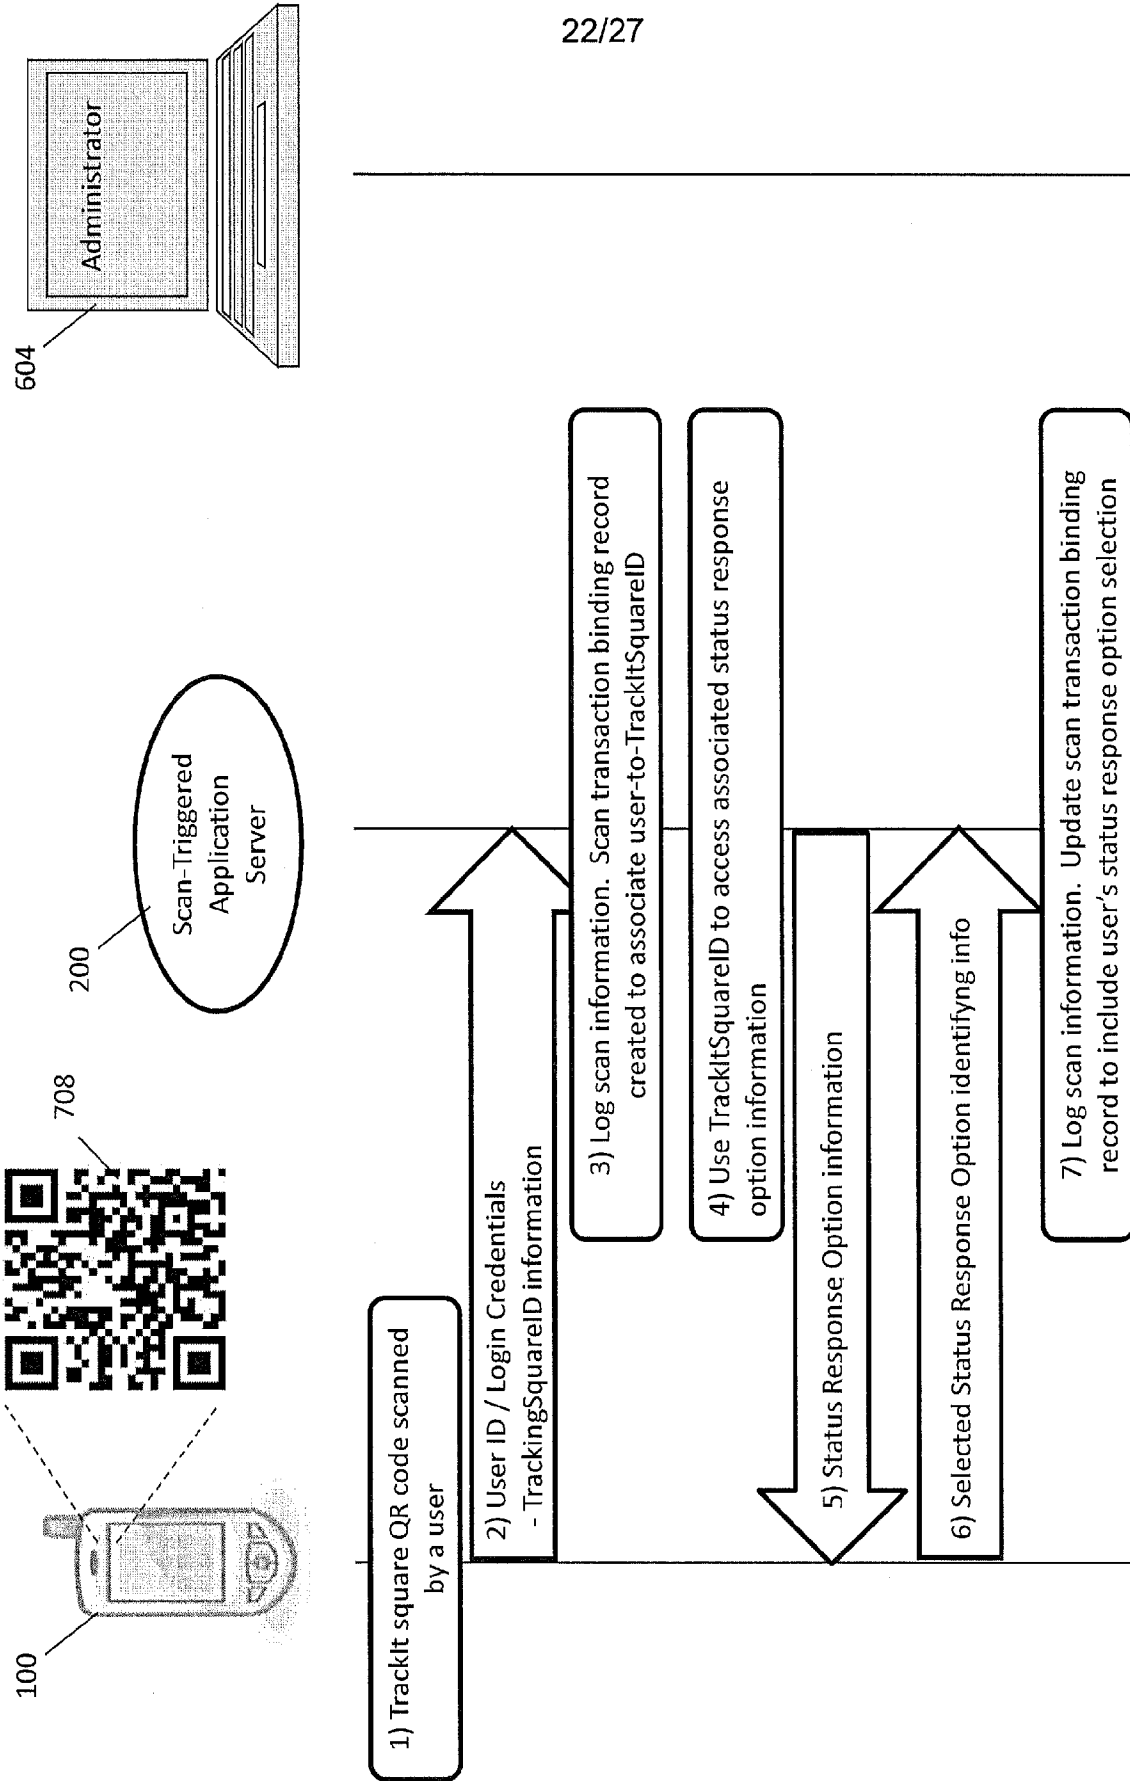 22/27
100
708
200
604
Scan-Triggered
Application
Server
Administrator
1) TrackIt square QR code scanned
by a user
2) User ID / Login Credentials
- TrackingSquareID information
3) Log scan information. Scan transaction binding record
created to associate user-to-TrackItSquareID
4) Use TrackItSquareID to access associated status response
option information
5) Status Response Option information
6) Selected Status Response Option identifyng info
7) Log scan information. Update scan transaction binding
record to include user's status response option selection